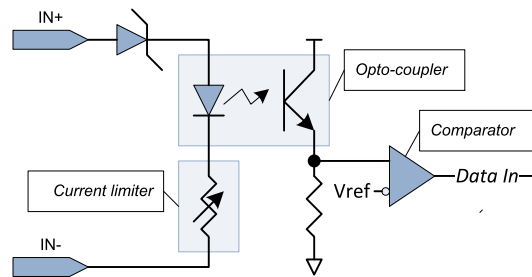 IN+
Opto-coupler
Comparator
Current limiter
Vref
Data In
IN-